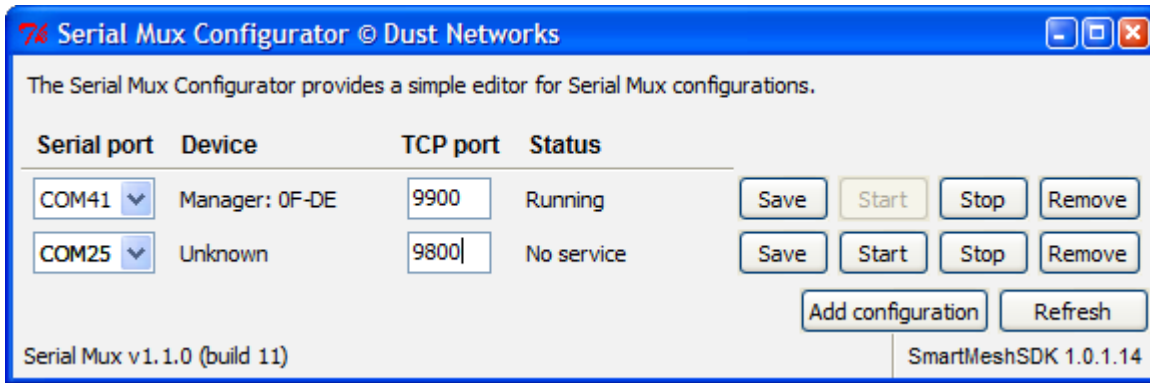 Serial Mux Configurator © Dust Networks
The Serial Mux Configurator provides a simple editor for Serial Mux configurations.
Serial port Device TCP port Status
COM41 Manager: 0F-DE 9900 Running Save Start Stop Remove
COM25 Unknown 9800 No service Save Start Stop Remove
Add configuration Refresh
Serial Mux v1.1.0 (build 11) SmartMeshSDK 1.0.1.14